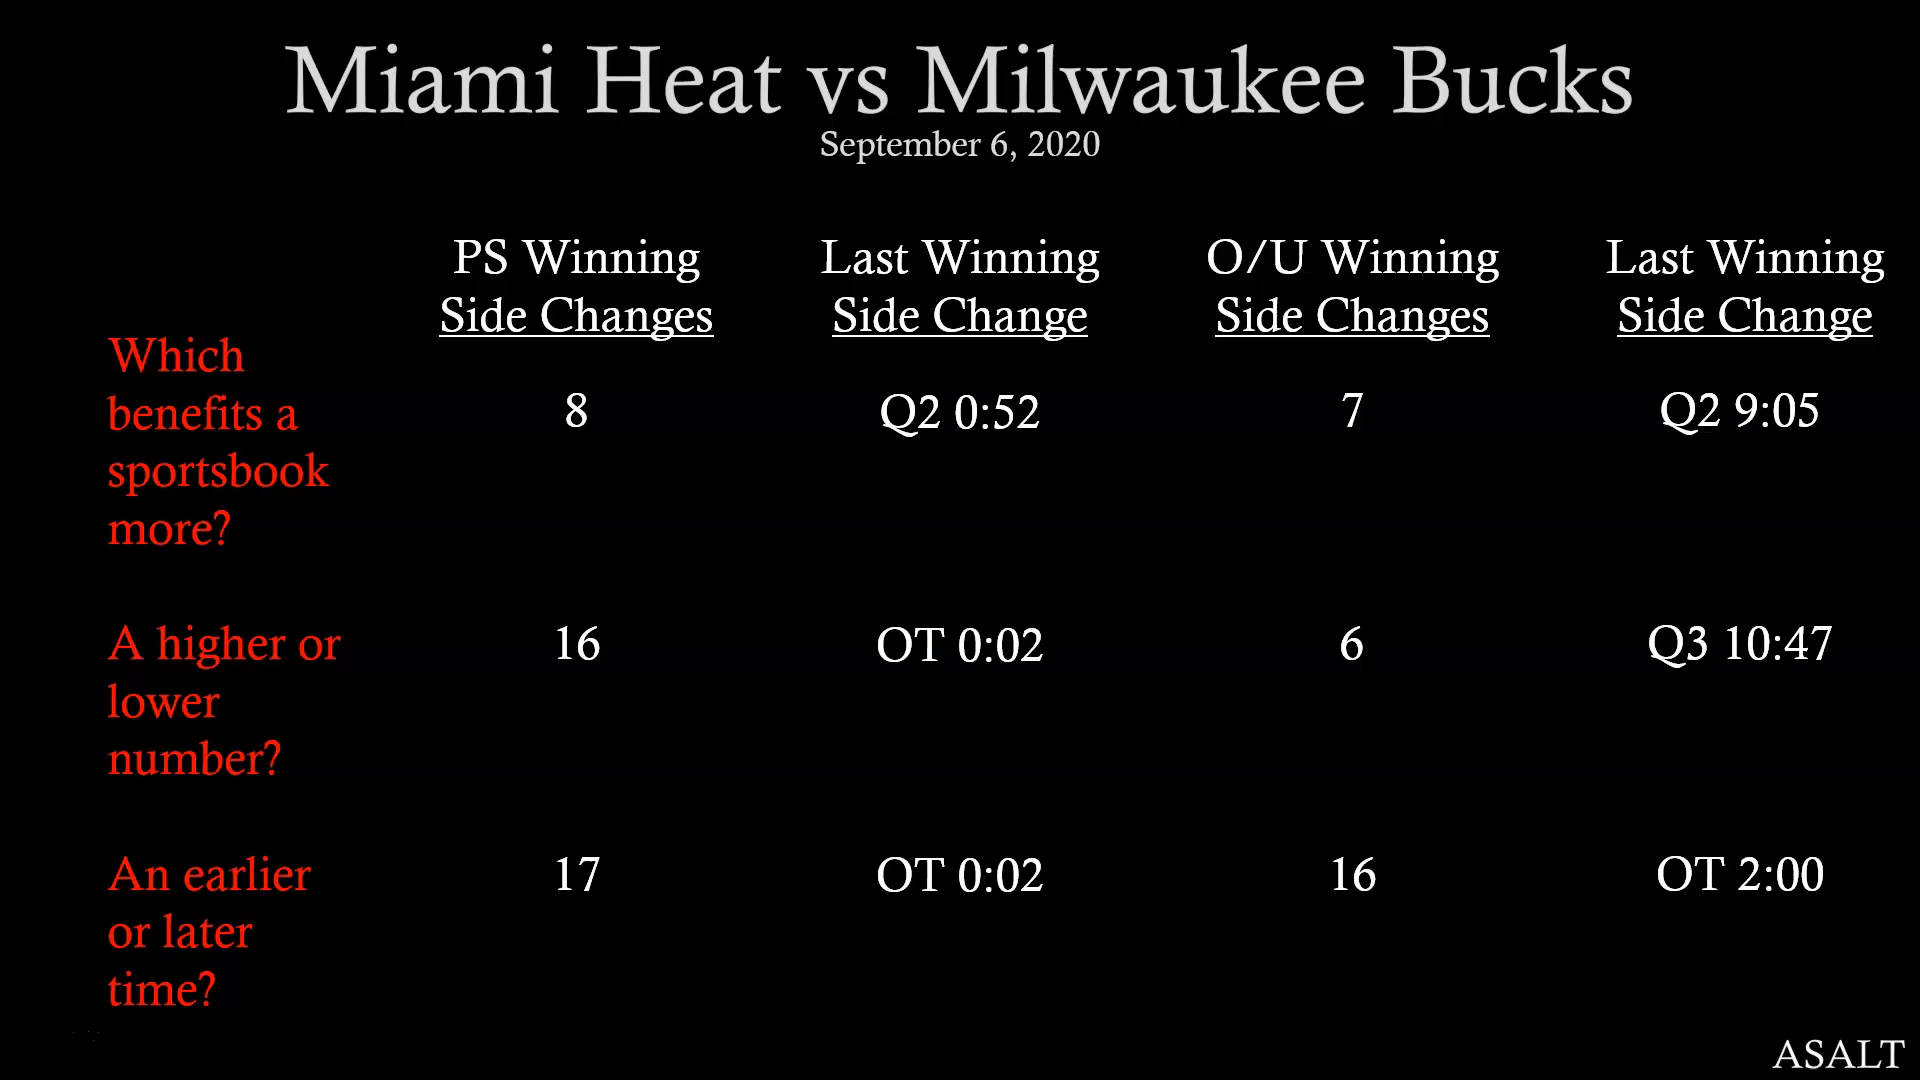 Miami Heat vs Milwaukee Bucks
September 6, 2020
PS Winning
Side Changes
Last Winning
Side Change
O/U Winning
Side Changes
Last Winning
Side Change
Which
benefits a
sportsbook
more?
8
Q2 0:52
7
Q2 9:05
A higher or
lower
number?
16
OT 0:02
6
Q3 10:47
An earlier
or later
time?
17
OT 0:02
16
OT 2:00
ASALT